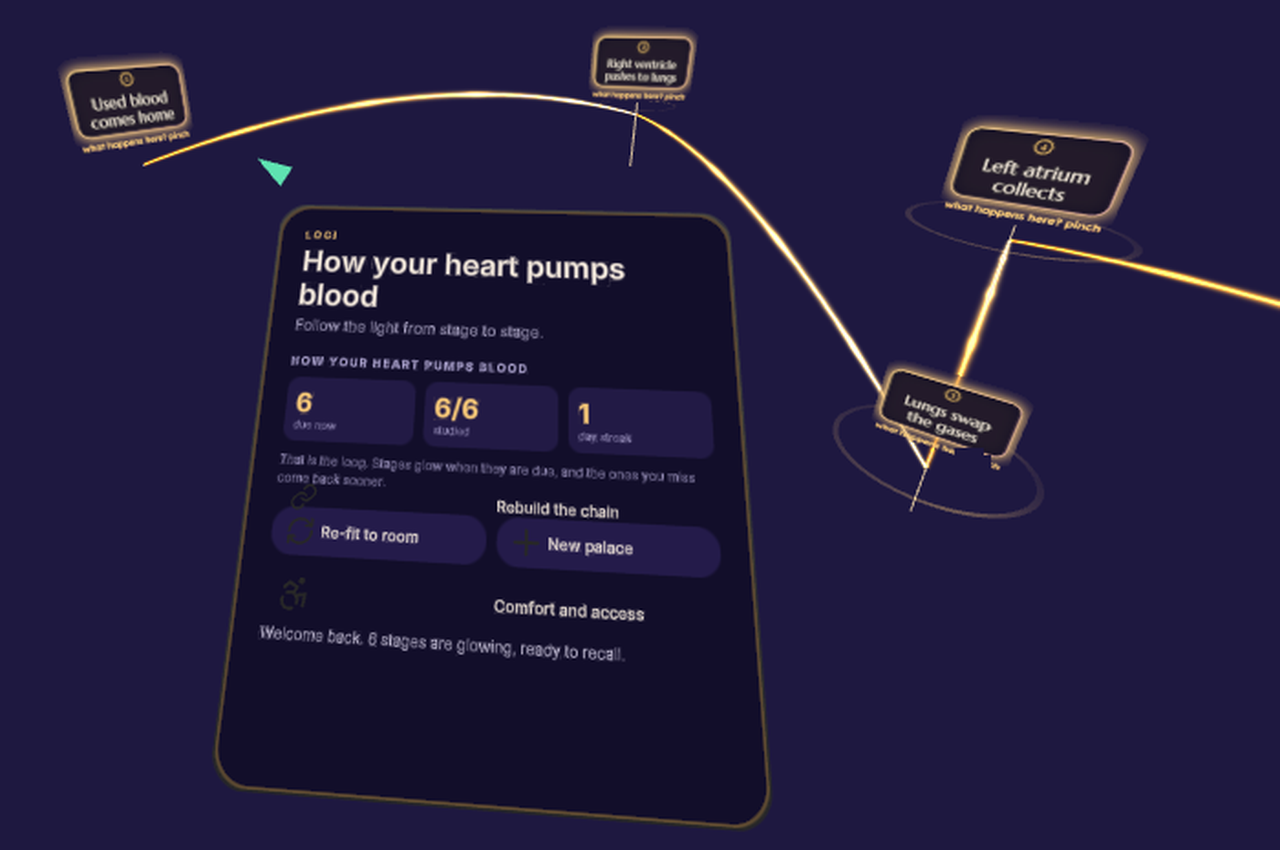 Used blood
comes home
what happens here? pinch
Right ventricle
pushes to lungs
what happens here? pinch
4
Left atrium
collects
what happens here? pinch
Lungs swap
the gases
what happens
LOCI
How your heart pumps
blood
Follow the light from stage to stage.
HOW YOUR HEART PUMPS BLOOD
6
due now
6/6
studied
1
day streak
That is the loop. Stages glow when they are due, and the ones you miss
come back sooner.
Rebuild the chain
Re-fit to room
New palace
Comfort and access
Welcome back. 6 stages are glowing, ready to recall.